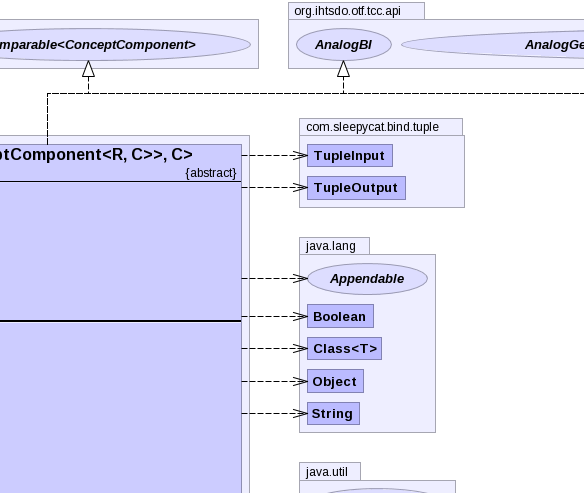 org.ihtsdo.otf.tcc.api
mparable<ConceptComponent>
AnalogBI
AnalogGe
com.sleepycat.bind.tuple
ptComponent<R, C>>, C>
{abstract}
TupleInput
TupleOutput
java.lang
Appendable
Boolean
Class<T>
Object
String
java.util